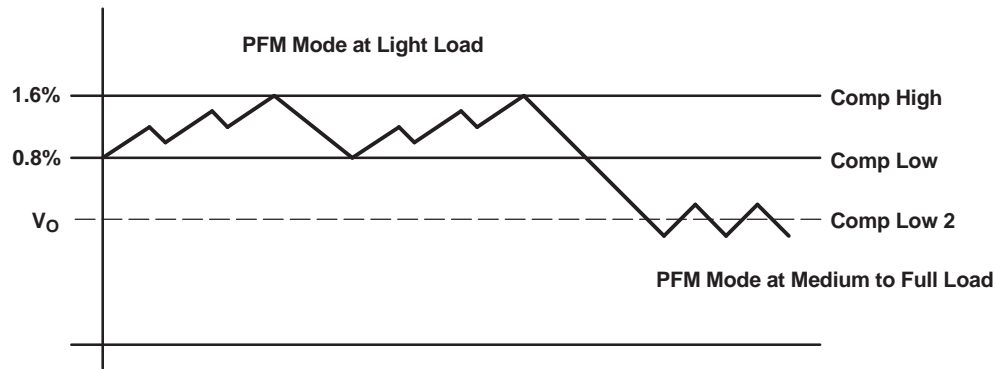 PFM Mode at Light Load
1.6%
Comp High
0.8%
Comp Low
VO
Comp Low 2
PFM Mode at Medium to Full Load